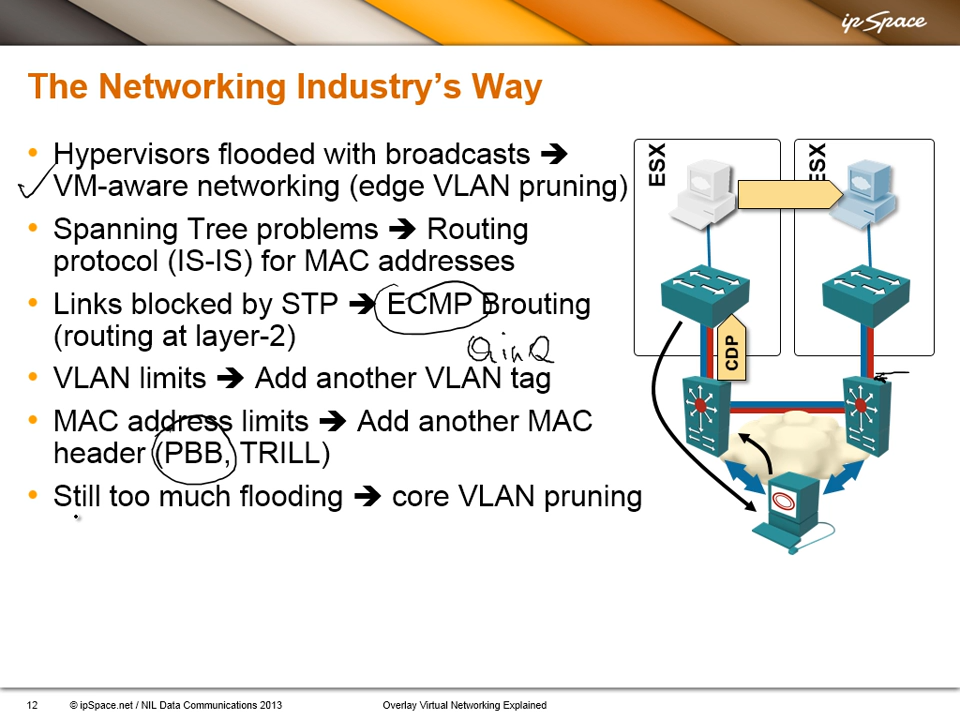 ip Space
The Networking Industry's Way
• Hypervisors flooded with broadcasts ➔
VM-aware networking (edge VLAN pruning)
• Spanning Tree problems ➔ Routing
protocol (IS-IS) for MAC addresses
• Links blocked by STP ➔ ECMP Brouting
(routing at layer-2)
QinQ
• VLAN limits ➔ Add another VLAN tag
• MAC address limits ➔ Add another MAC
header (PBB, TRILL)
• Still too much flooding ➔ core VLAN pruning
ESX
ESX
CDP
12 © ipSpace.net / NIL Data Communications 2013 Overlay Virtual Networking Explained